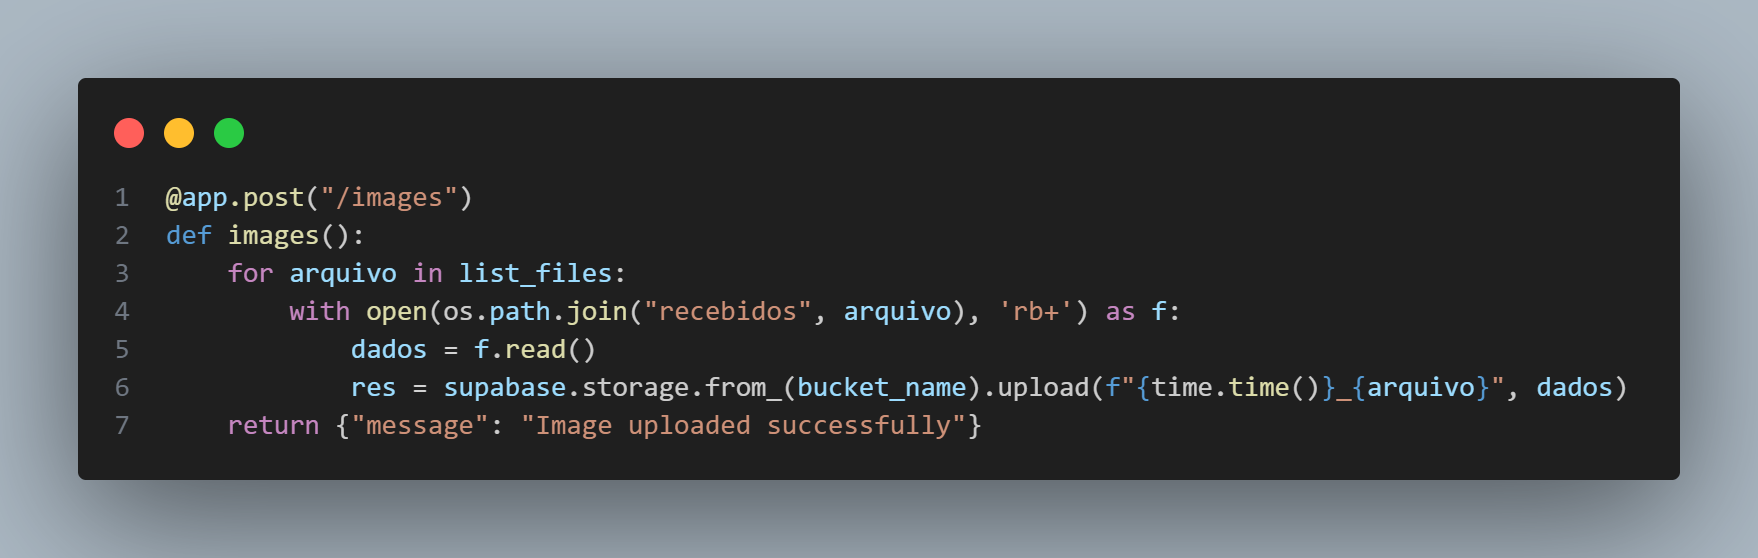 1 @app.post("/images")
2 def images():
3     for arquivo in list_files:
4         with open(os.path.join("recebidos", arquivo), 'rb+') as f:
5             dados = f.read()
6             res = supabase.storage.from_(bucket_name).upload(f"{time.time()}_{arquivo}", dados)
7     return {"message": "Image uploaded successfully"}